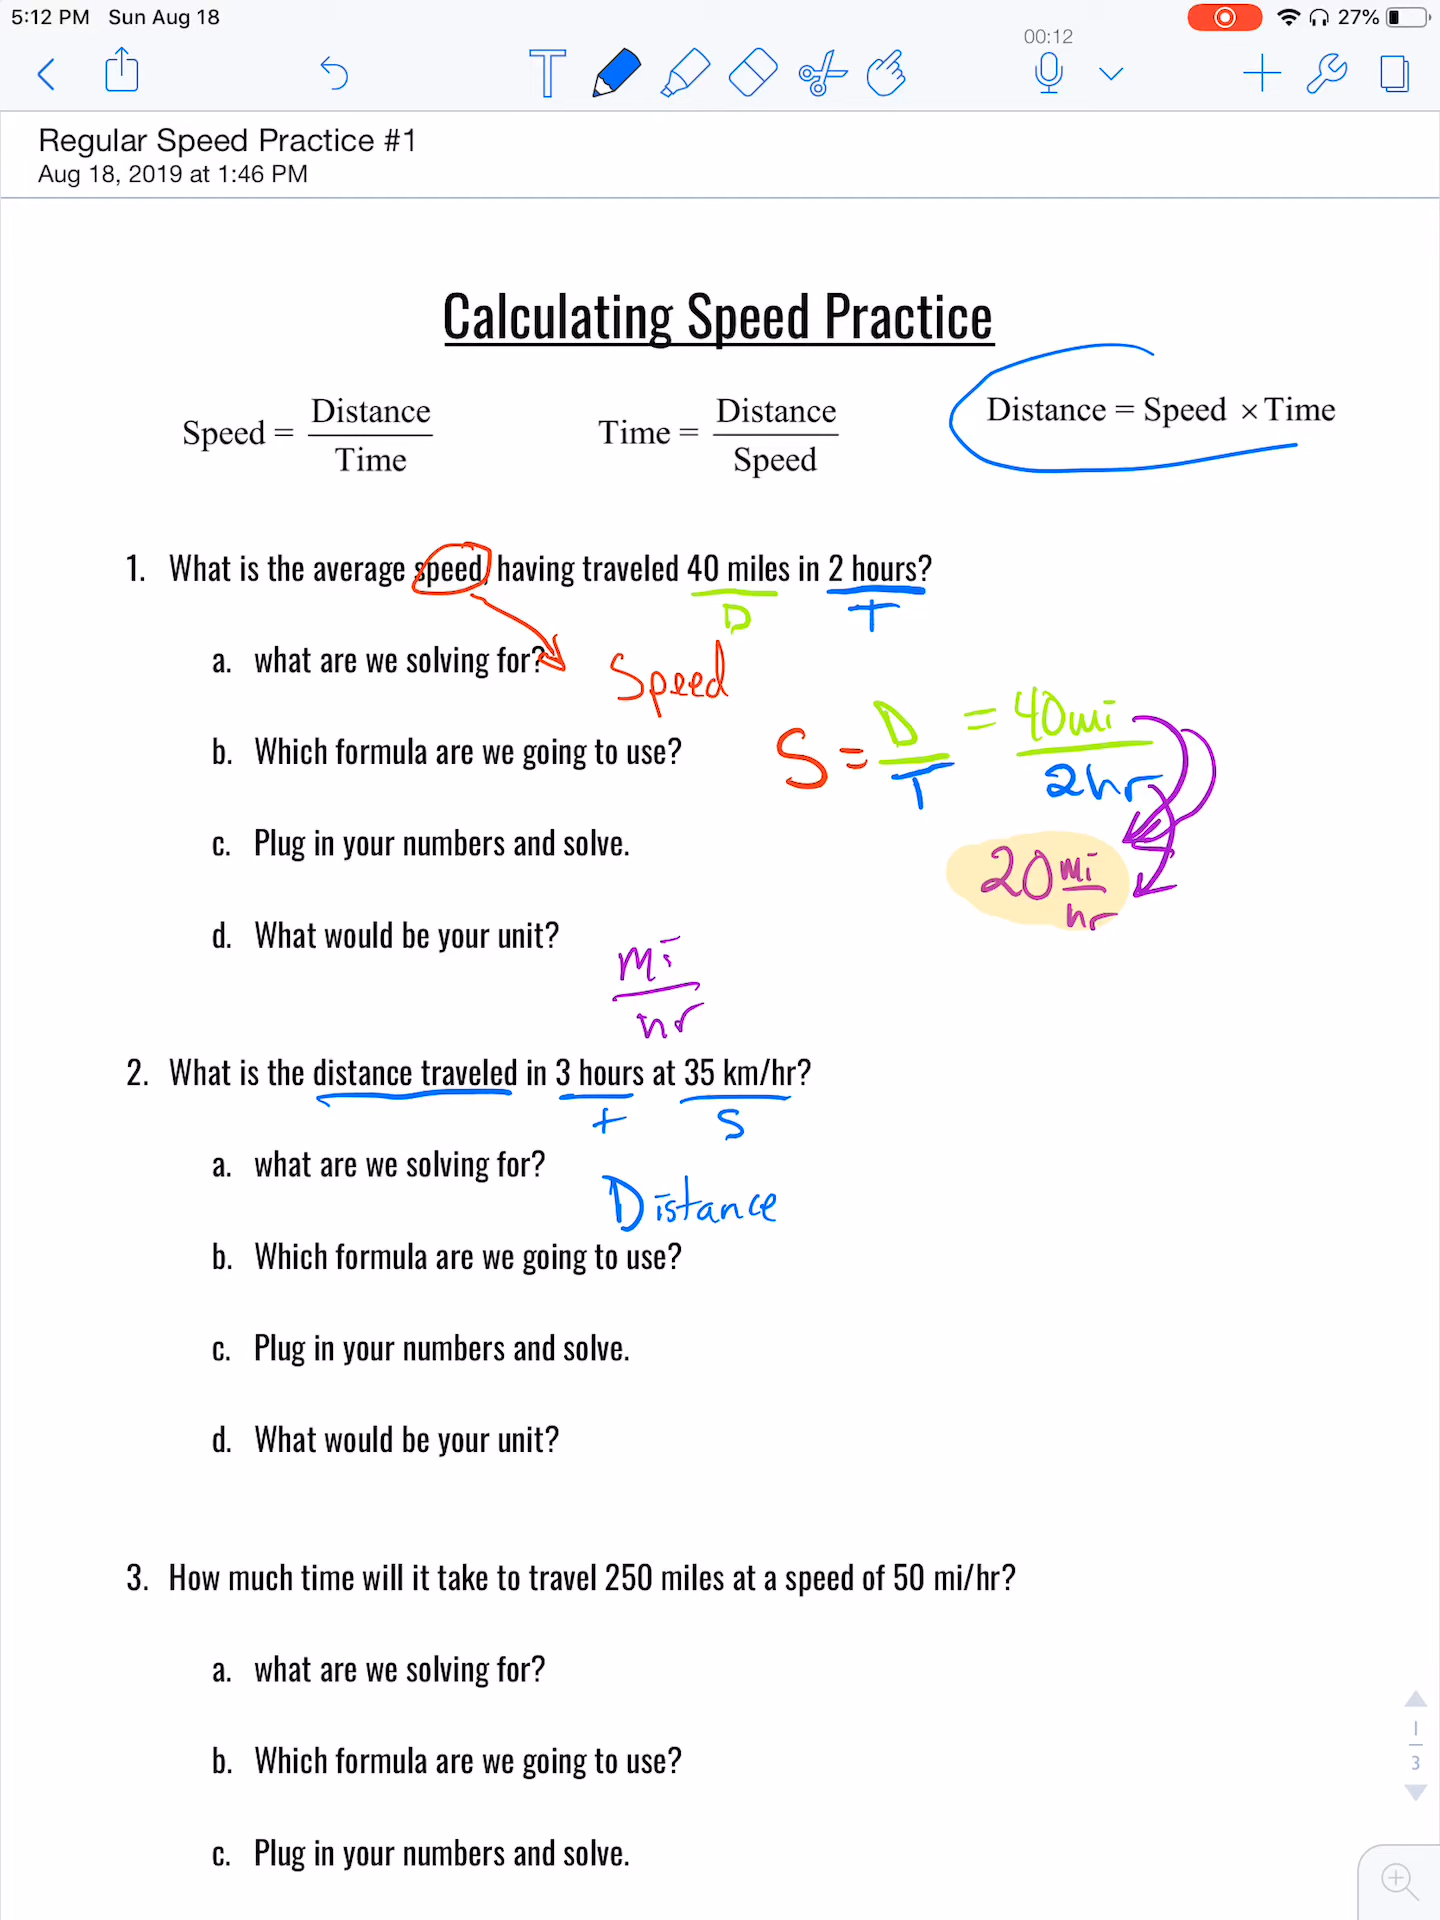 5:12 PM Sun Aug 18
27%
00:12
T
Regular Speed Practice #1
Aug 18, 2019 at 1:46 PM
Calculating Speed Practice
Speed = Distance / Time
Time = Distance / Speed
Distance = Speed × Time
1. What is the average speed, having traveled 40 miles in 2 hours?
D T
a. what are we solving for?
Speed
b. Which formula are we going to use?
S = D / T = 40mi / 2hr
c. Plug in your numbers and solve.
20 mi / hr
d. What would be your unit?
mi / hr
2. What is the distance traveled in 3 hours at 35 km/hr?
t S
a. what are we solving for?
Distance
b. Which formula are we going to use?
c. Plug in your numbers and solve.
d. What would be your unit?
3. How much time will it take to travel 250 miles at a speed of 50 mi/hr?
a. what are we solving for?
b. Which formula are we going to use?
c. Plug in your numbers and solve.
1
3